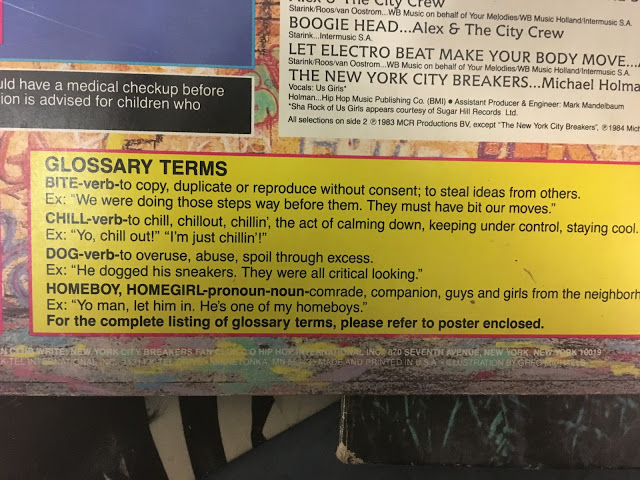 Alex & The City Crew
Starink/Roos/van Oostrom...WB Music on behalf of Your Melodies/WB Music Holland/Intermusic S.A.
BOOGIE HEAD...Alex & The City Crew
Starink...Intermusic S.A.
LET ELECTRO BEAT MAKE YOUR BODY MOVE...A
Starink/Roos/van Oostrom...WB Music on behalf of Your Melodies/WB Music Holland/Intermusic S.A.
THE NEW YORK CITY BREAKERS...Michael Holma
Vocals: Us Girls*
Holman...Hip Hop Music Publishing Co. (BMI) • Assistant Producer & Engineer: Mark Mandelbaum
*Sha Rock of Us Girls appears courtesy of Sugar Hill Records Ltd.
All selections on side 2 ℗1983 MCR Productions BV, except "The New York City Breakers", ℗1984 Mich
uld have a medical checkup before
ion is advised for children who
GLOSSARY TERMS
BITE-verb-to copy, duplicate or reproduce without consent; to steal ideas from others.
Ex: "We were doing those steps way before them. They must have bit our moves."
CHILL-verb-to chill, chillout, chillin', the act of calming down, keeping under control, staying cool.
Ex: "Yo, chill out!" "I'm just chillin'!"
DOG-verb-to overuse, abuse, spoil through excess.
Ex: "He dogged his sneakers. They were all critical looking."
HOMEBOY, HOMEGIRL-pronoun-noun-comrade, companion, guys and girls from the neighborh
Ex: "Yo man, let him in. He's one of my homeboys."
For the complete listing of glossary terms, please refer to poster enclosed.
WRITE: NEW YORK CITY BREAKERS FAN CLUB, C/O HIP HOP INTERNATIONAL INC., 870 SEVENTH AVENUE, NEW YORK, NEW YORK 10019
MINNETONKA, MN MADE AND PRINTED IN U.S.A. • ILLUSTRATION BY